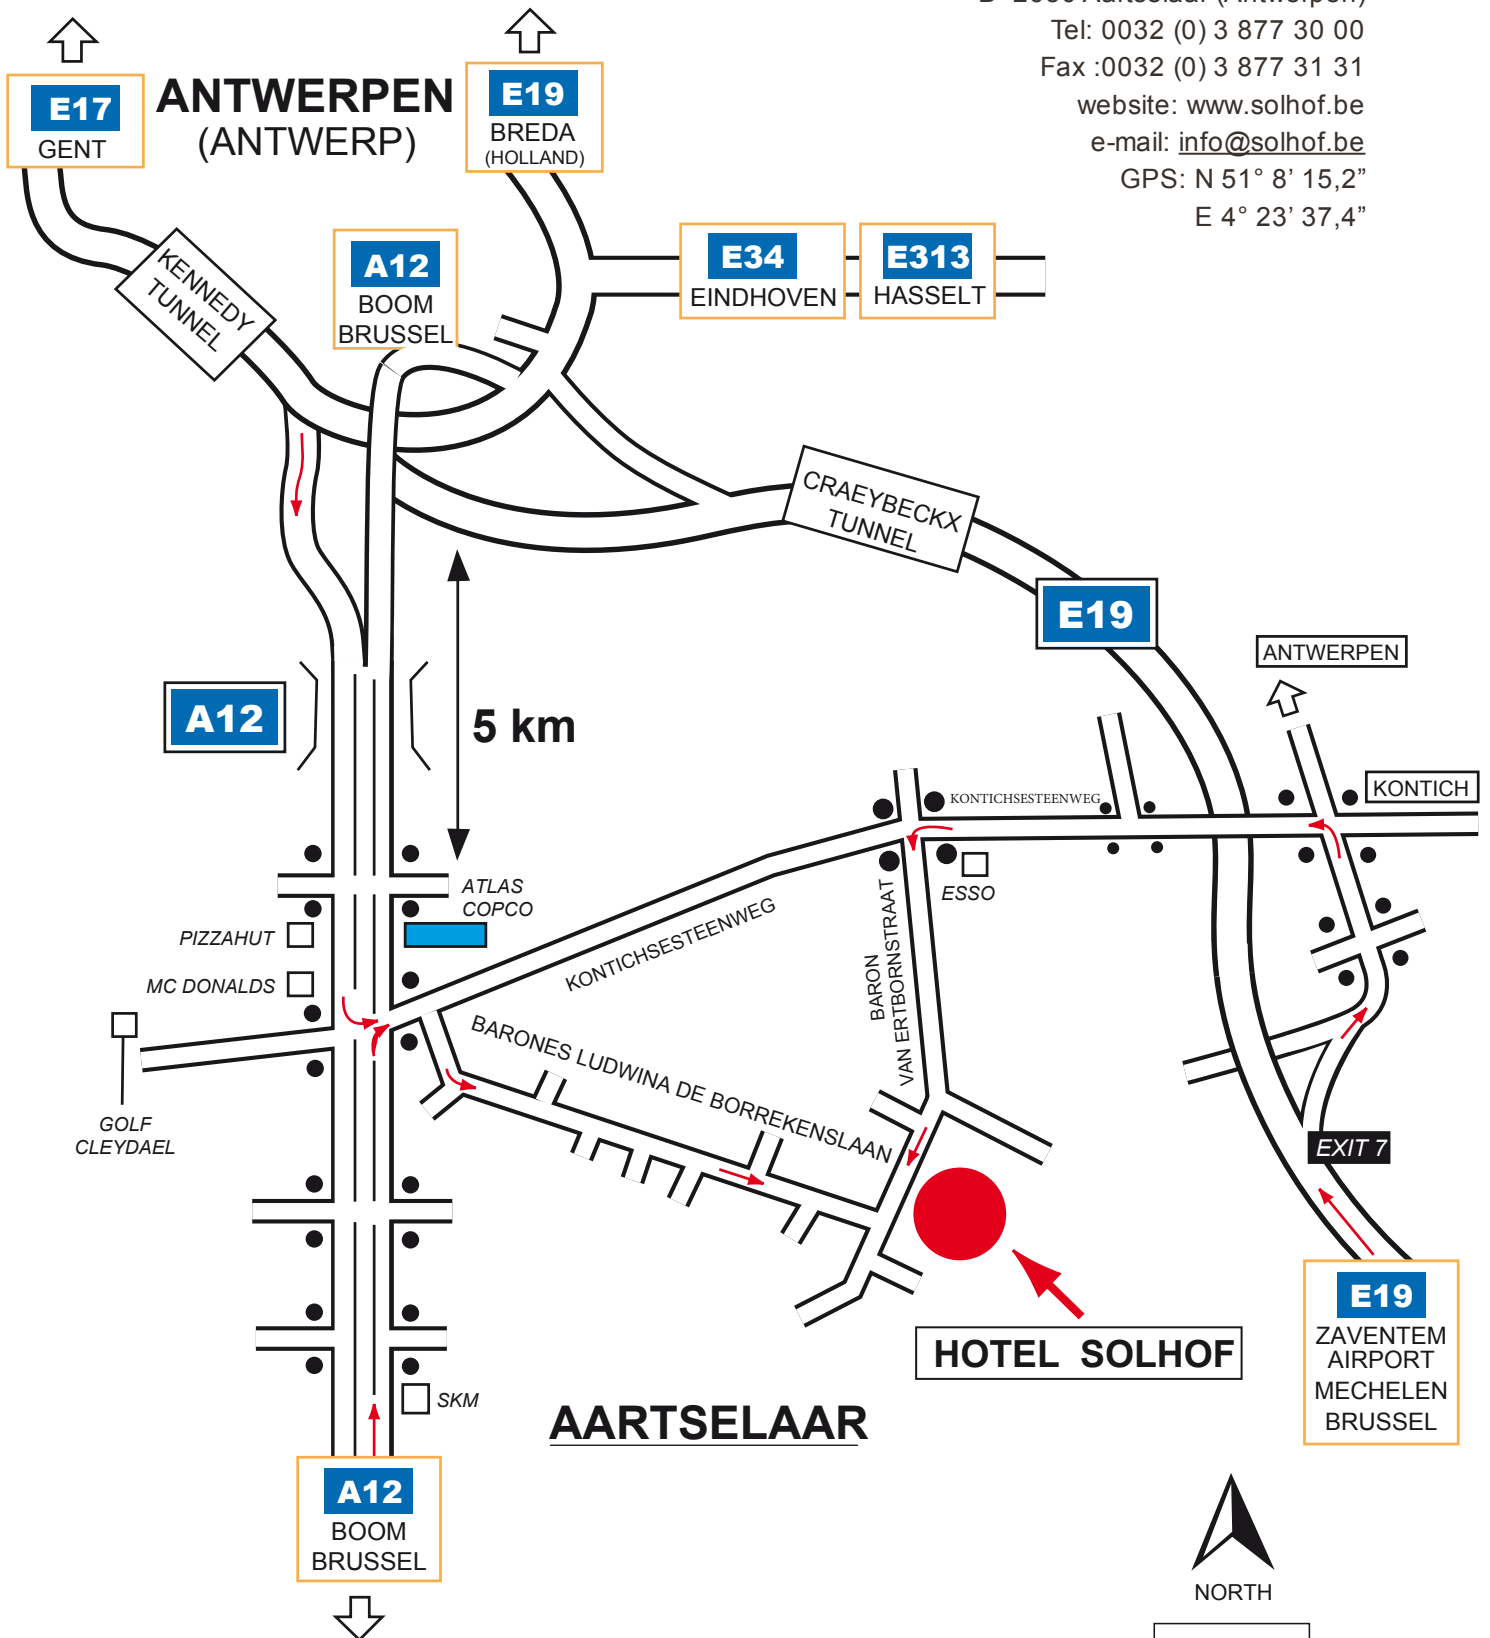 Tel: 0032 (0) 3 877 30 00
Fax :0032 (0) 3 877 31 31
website: www.solhof.be
e-mail: info@solhof.be
GPS: N 51° 8’ 15,2”
E 4° 23’ 37,4”
E17
GENT
ANTWERPEN
(ANTWERP)
E19
BREDA
(HOLLAND)
KENNEDY
TUNNEL
A12
BOOM
BRUSSEL
E34
EINDHOVEN
E313
HASSELT
CRAEYBECKX
TUNNEL
E19
ANTWERPEN
A12
5 km
KONTICH
KONTICHSESTEENWEG
ATLAS
COPCO
ESSO
PIZZAHUT
MC DONALDS
KONTICHSESTEENWEG
BARON
VAN ERTBORNSTRAAT
BARONES LUDWINA DE BORREKENSLAAN
GOLF
CLEYDAEL
EXIT 7
HOTEL SOLHOF
E19
ZAVENTEM
AIRPORT
MECHELEN
BRUSSEL
SKM
AARTSELAAR
A12
BOOM
BRUSSEL
NORTH